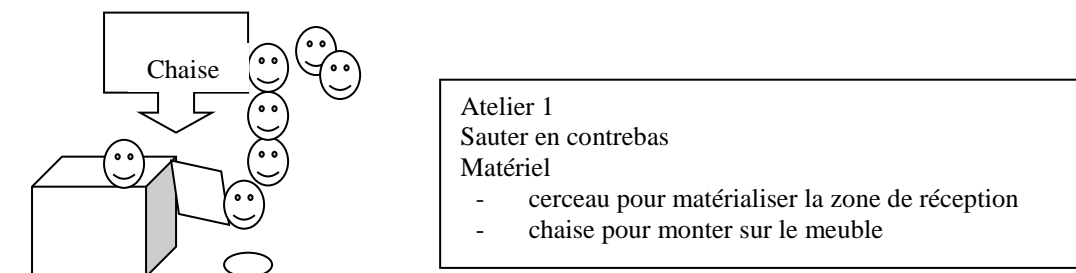 Chaise
Atelier 1
Sauter en contrebas
Matériel
- cerceau pour matérialiser la zone de réception
- chaise pour monter sur le meuble